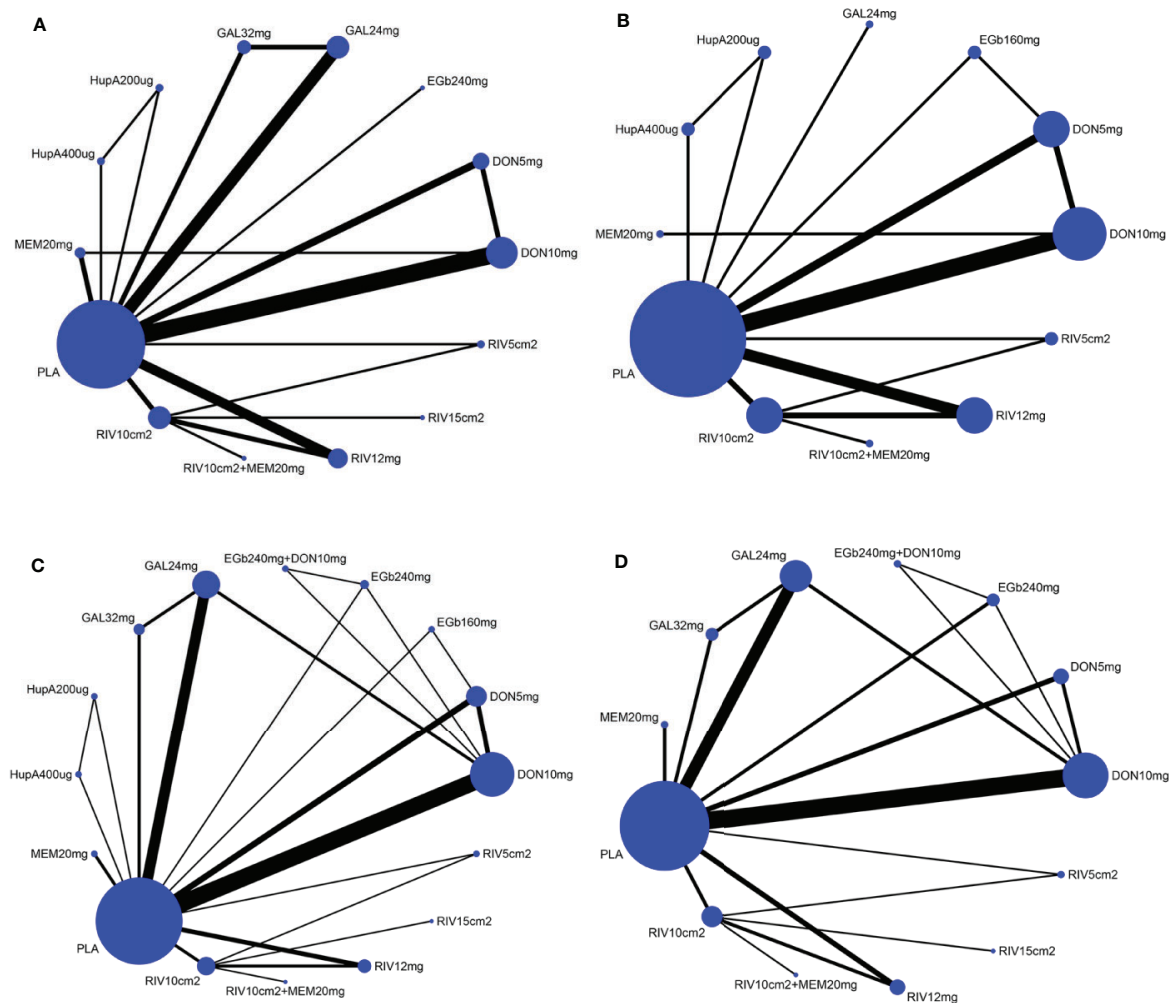 A
GAL32mg
GAL24mg
HupA200ug
EGb240mg
HupA400ug
DON5mg
MEM20mg
DON10mg
PLA
RIV5cm2
RIV10cm2
RIV15cm2
RIV10cm2+MEM20mg
RIV12mg
B
GAL24mg
HupA200ug
EGb160mg
HupA400ug
DON5mg
MEM20mg
DON10mg
PLA
RIV5cm2
RIV10cm2
RIV12mg
RIV10cm2+MEM20mg
C
EGb240mg+DON10mg
GAL24mg
EGb240mg
GAL32mg
EGb160mg
HupA200ug
DON5mg
HupA400ug
DON10mg
MEM20mg
RIV5cm2
PLA
RIV15cm2
RIV10cm2
RIV12mg
RIV10cm2+MEM20mg
D
EGb240mg+DON10mg
GAL24mg
EGb240mg
GAL32mg
DON5mg
MEM20mg
DON10mg
PLA
RIV5cm2
RIV10cm2
RIV15cm2
RIV10cm2+MEM20mg
RIV12mg